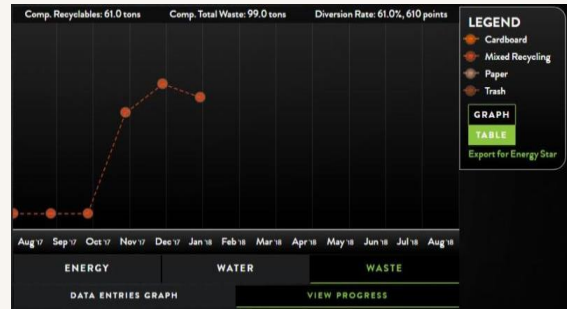 Comp. Recyclables: 61.0 tons Comp. Total Waste: 99.0 tons Diversion Rate: 61.0%, 610 points
LEGEND
Cardboard
Mixed Recycling
Paper
Trash
GRAPH
TABLE
Export for Energy Star
Aug '17 Sep '17 Oct '17 Nov '17 Dec '17 Jan '18 Feb '18 Mar '18 Apr '18 May '18 Jun '18 Jul '18 Aug '18
ENERGY WATER WASTE
DATA ENTRIES GRAPH VIEW PROGRESS